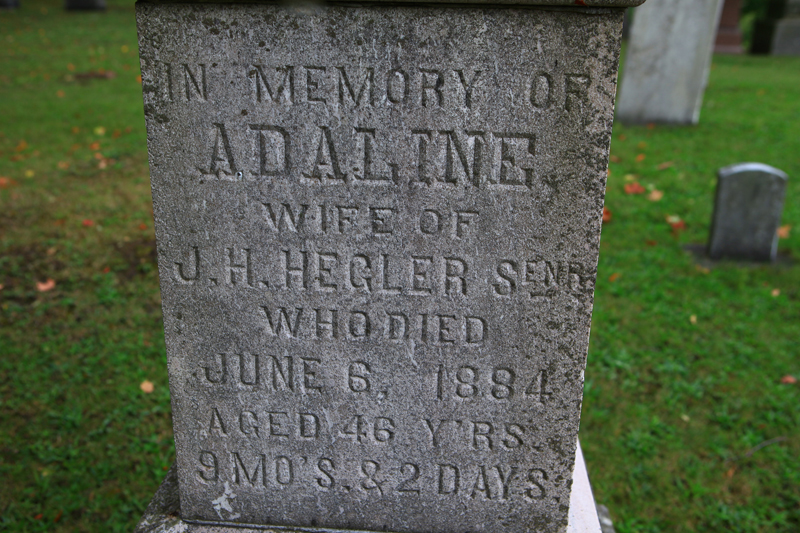 IN MEMORY OF
ADALINE.
WIFE OF
J. H. HEGLER SENR
WHO DIED
JUNE 6, 1884
AGED 46 Y'RS.
9 MO'S. & 2 DAYS.